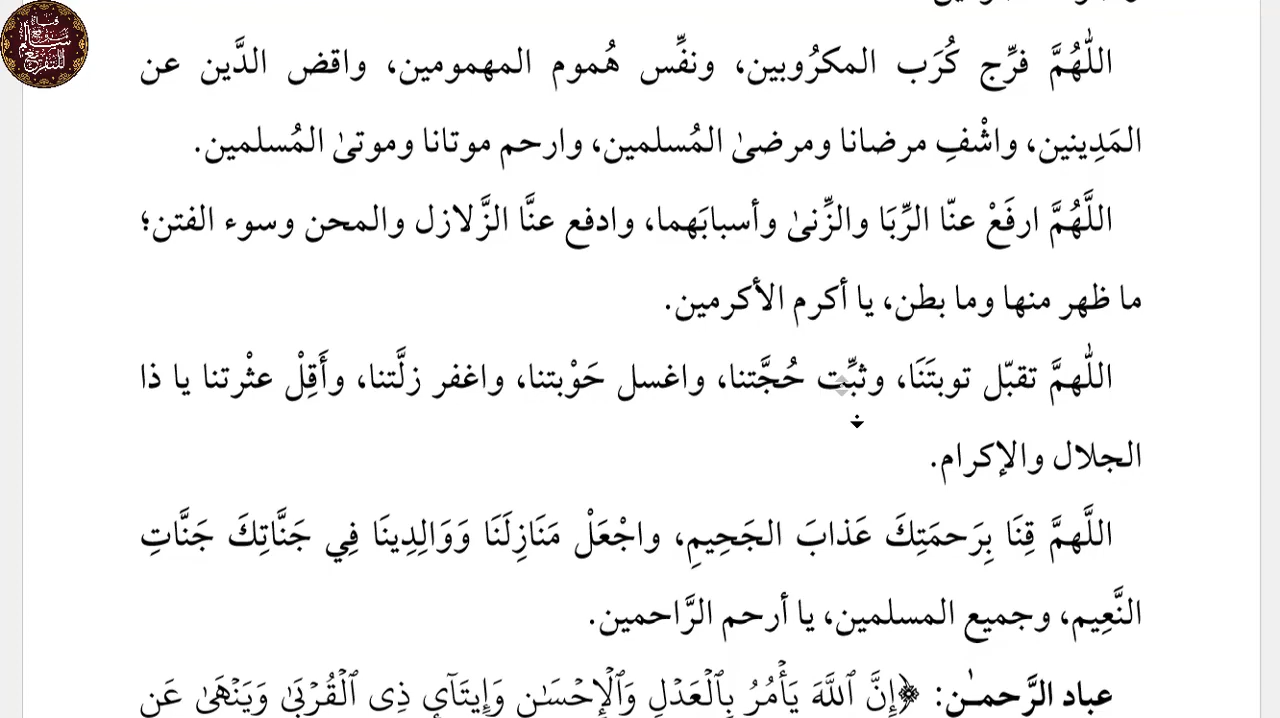 اللّٰهُمَّ فرِّج كُرَب المكرُوبين، ونفِّس هُموم المهمومين، واقض الدَّين عن
المَدِينين، واشْفِ مرضانا ومرضىٰ المُسلمين، وارحم موتانا وموتىٰ المُسلمين.
اللَّهُمَّ ارفَعْ عنّا الرِّبَا والزِّنىٰ وأسبابَهما، وادفع عنَّا الزَّلازل والمحن وسوء الفتن؛
ما ظهر منها وما بطن، يا أكرم الأكرمين.
اللّٰهمَّ تقبّل توبتَنَا، وثبِّت حُجَّتنا، واغسل حَوْبتنا، واغفر زلَّتنا، وأَقِلْ عثْرتنا يا ذا
الجلال والإكرام.
اللَّهمَّ قِنَا بِرَحمَتِكَ عَذابَ الجَحِيمِ، واجْعَلْ مَنَازِلَنَا وَوَالِدِينَا فِي جَنَّاتِكَ جَنَّاتِ
النَّعِيم، وجميع المسلمين، يا أرحم الرَّاحمين.
عباد الرَّحمـٰن: ﴿إِنَّ ٱللَّهَ يَأۡمُرُ بِٱلۡعَدۡلِ وَٱلۡإِحۡسَـٰنِ وَإِيتَآىِٕ ذِى ٱلۡقُرۡبَىٰ وَيَنۡهَىٰ عَنِ